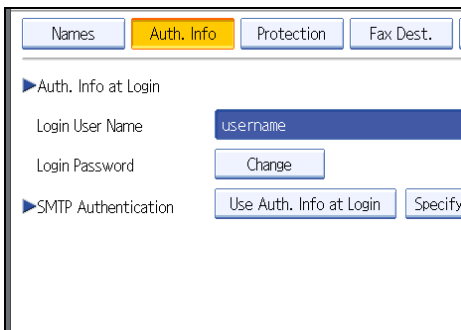 Names Auth. Info Protection Fax Dest.
▶Auth. Info at Login
Login User Name username
Login Password Change
▶SMTP Authentication Use Auth. Info at Login Specify